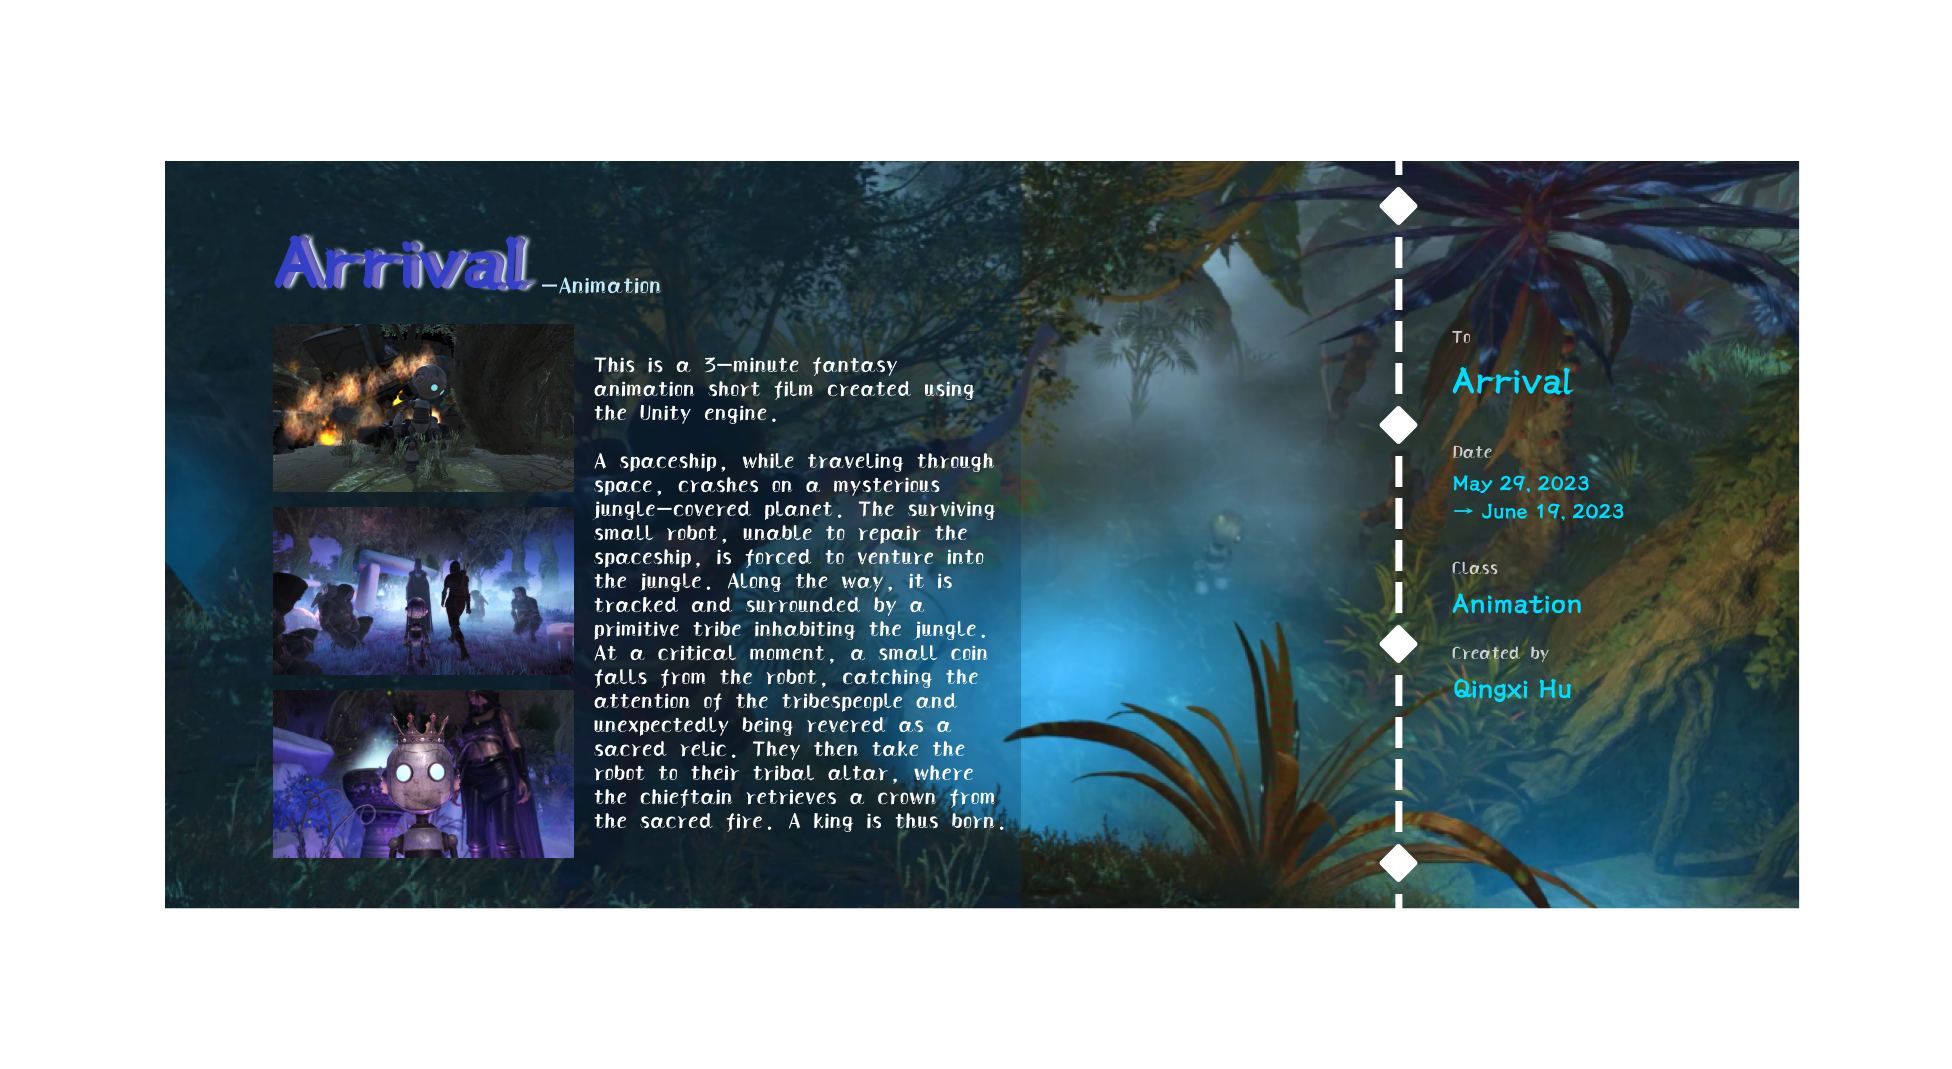 Arrival —Animation
This is a 3—minute fantasy
animation short film created using
the Unity engine.
A spaceship, while traveling through
space, crashes on a mysterious
jungle—covered planet. The surviving
small robot, unable to repair the
spaceship, is forced to venture into
the jungle. Along the way, it is
tracked and surrounded by a
primitive tribe inhabiting the jungle.
At a critical moment, a small coin
falls from the robot, catching the
attention of the tribespeople and
unexpectedly being revered as a
sacred relic. They then take the
robot to their tribal altar, where
the chieftain retrieves a crown from
the sacred fire. A king is thus born.
To
Arrival
Date
May 29, 2023
→ June 19, 2023
Class
Animation
Created by
Qingxi Hu